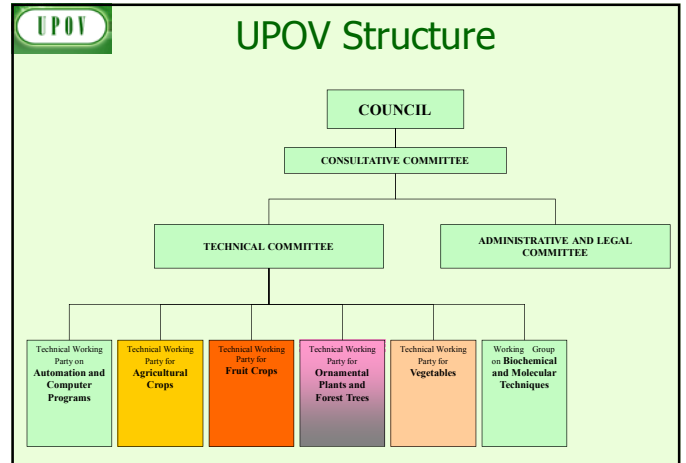 UPOV
UPOV Structure
COUNCIL
CONSULTATIVE COMMITTEE
TECHNICAL COMMITTEE
ADMINISTRATIVE AND LEGAL
COMMITTEE
Technical Working
Party on
Automation and
Computer
Programs
Technical Working
Party for
Agricultural
Crops
Technical Working
Party for
Fruit Crops
Technical Working
Party for
Ornamental
Plants and
Forest Trees
Technical Working
Party for
Vegetables
Working Group
on Biochemical
and Molecular
Techniques